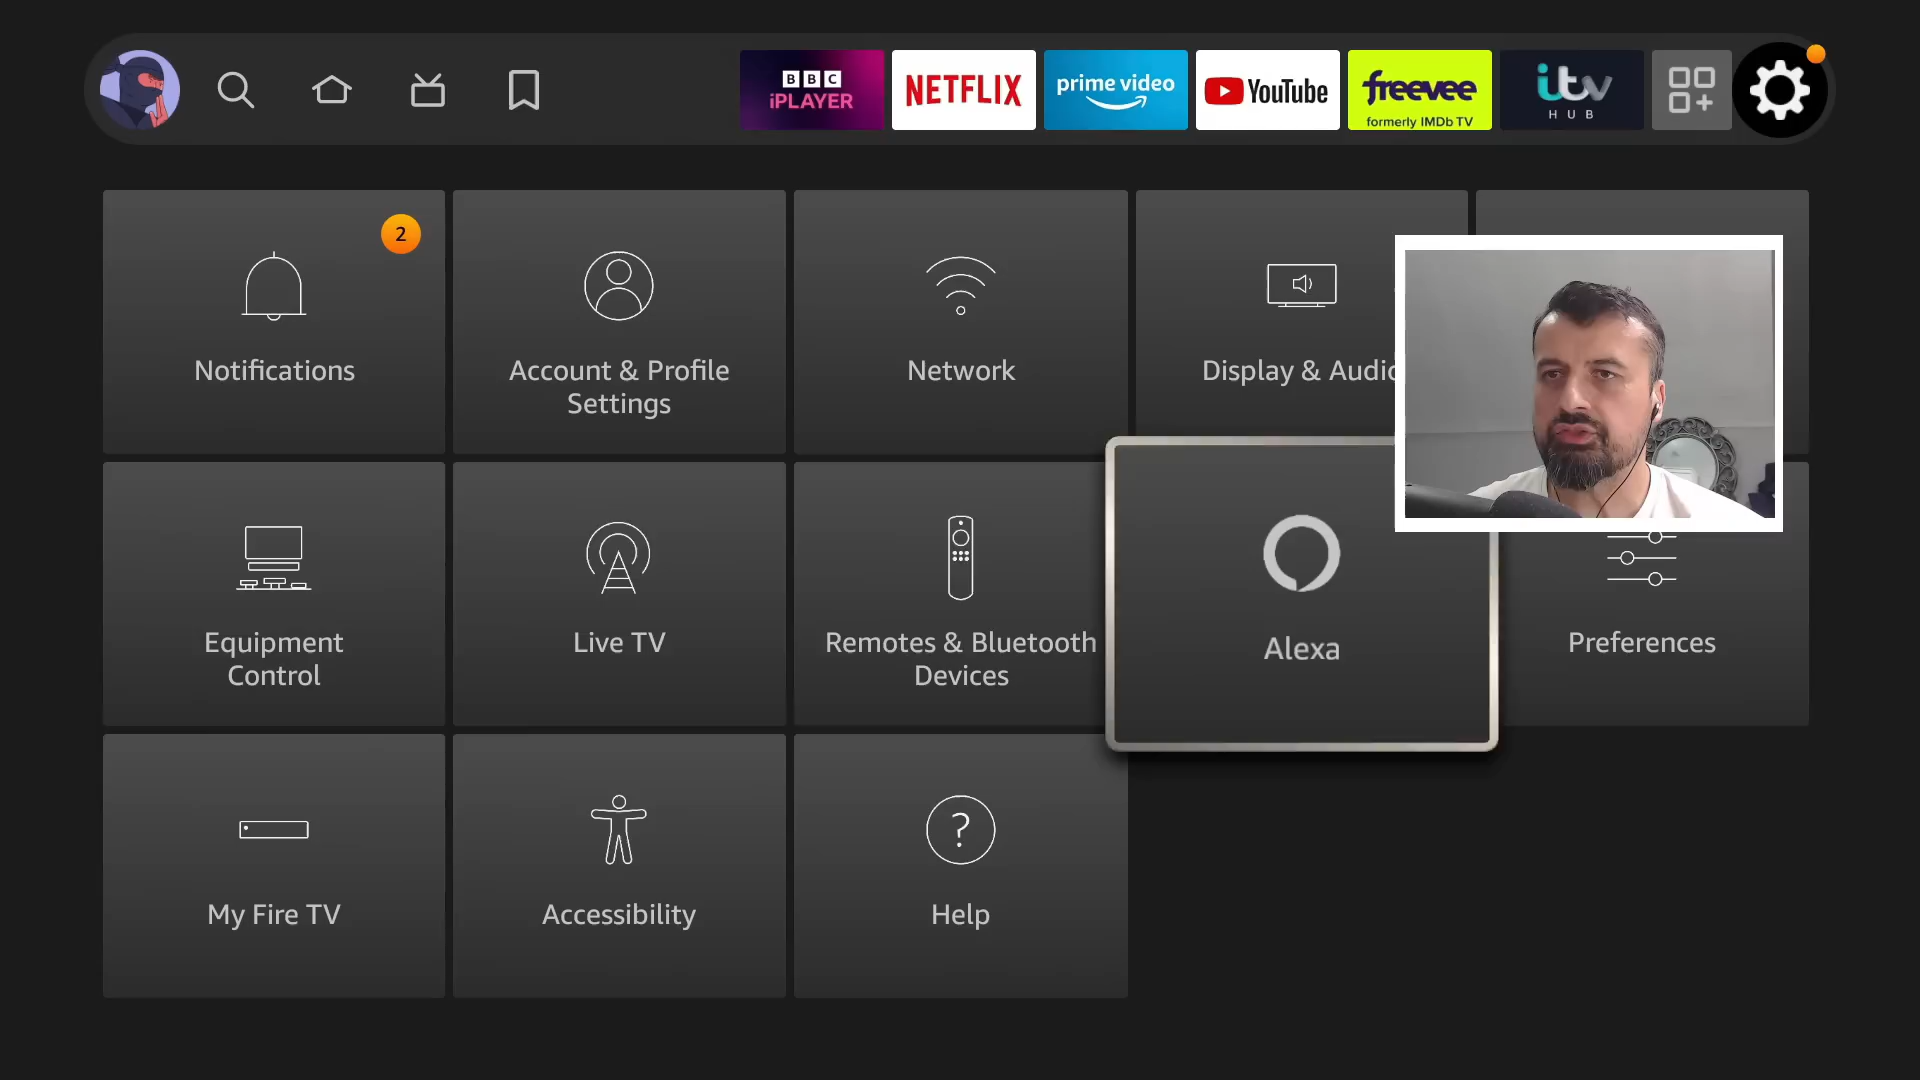 BBC
iPLAYER
NETFLIX
prime video
YouTube
freevee
formerly IMDb TV
itv
HUB
2
Notifications
Account & Profile
Settings
Network
Display & Audio
Equipment
Control
Live TV
Remotes & Bluetooth
Devices
Alexa
Preferences
My Fire TV
Accessibility
Help